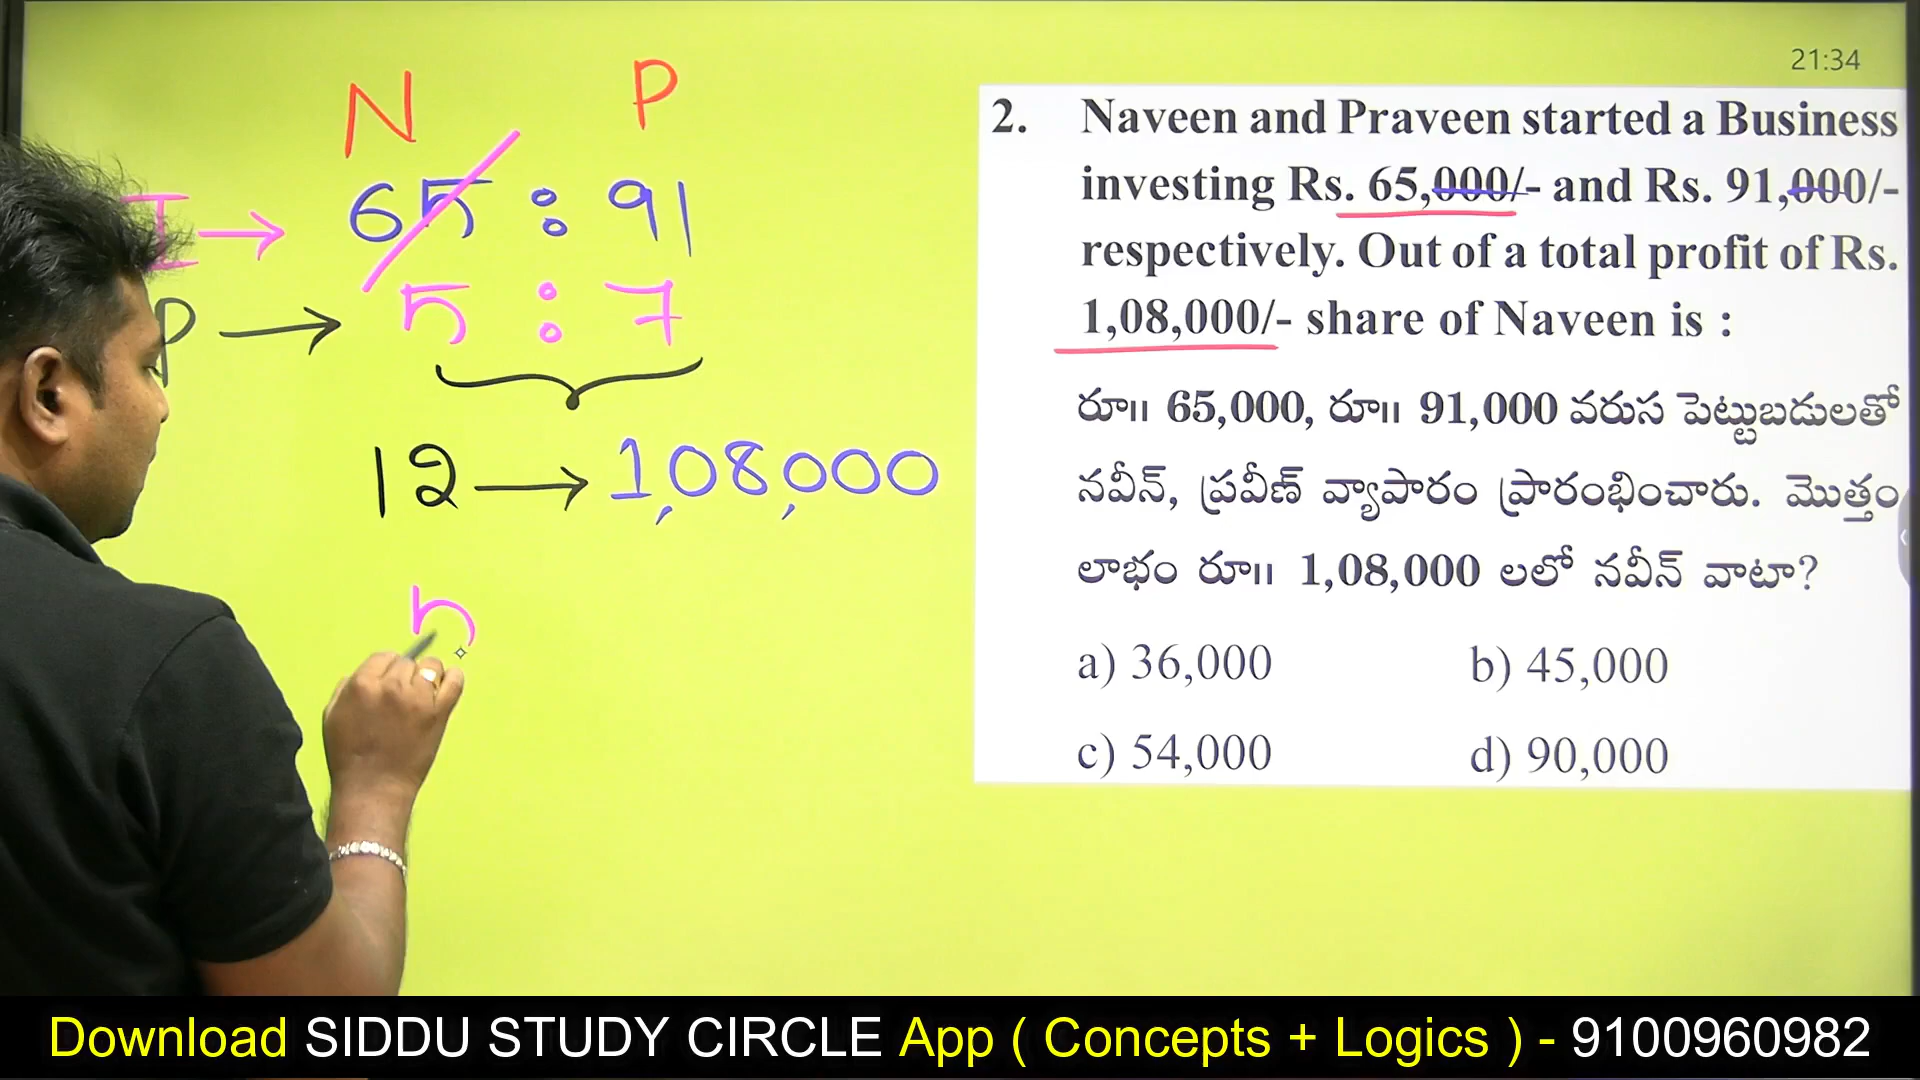 21:34
N P
I → 65 : 91
P → 5 : 7
12 → 1,08,000
5
2. Naveen and Praveen started a Business
investing Rs. 65,000/- and Rs. 91,000/-
respectively. Out of a total profit of Rs.
1,08,000/- share of Naveen is :
రూ॥ 65,000, రూ॥ 91,000 వరుస పెట్టుబడులతో
నవీన్, ప్రవీణ్ వ్యాపారం ప్రారంభించారు. మొత్తం
లాభం రూ॥ 1,08,000 లలో నవీన్ వాటా?
a) 36,000 b) 45,000
c) 54,000 d) 90,000
Download SIDDU STUDY CIRCLE App ( Concepts + Logics ) - 9100960982